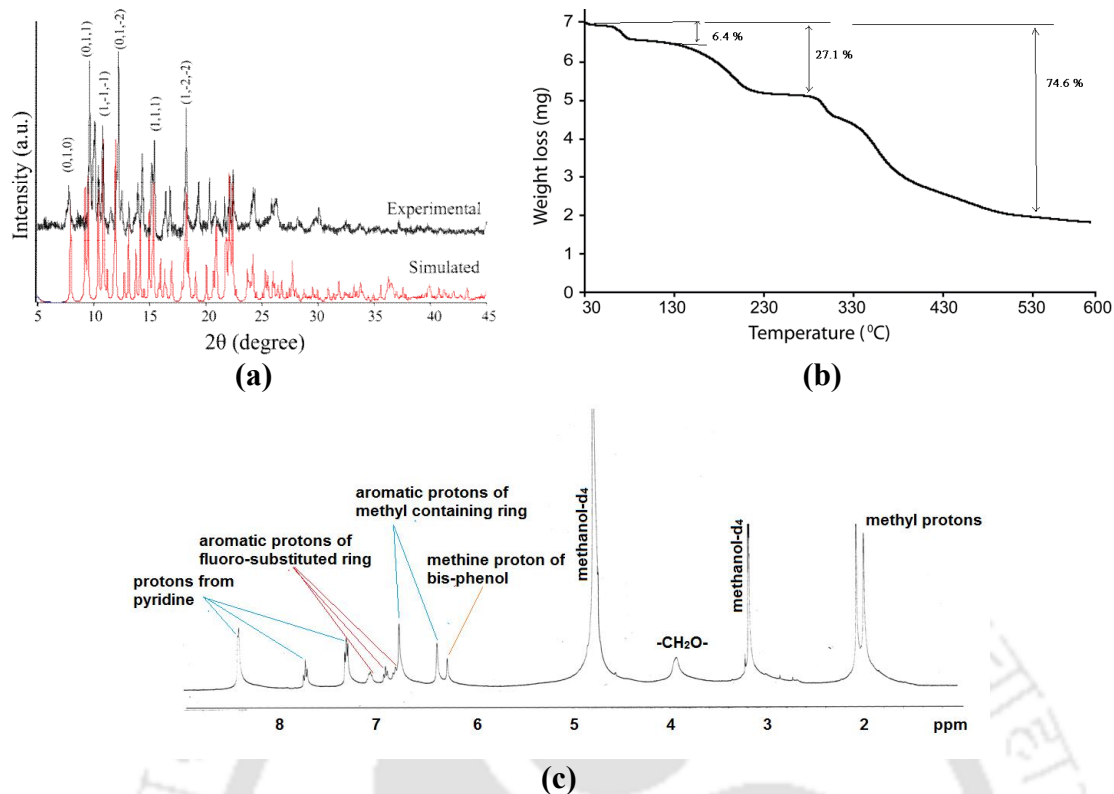 Intensity (a.u.)
(0,1,0)
(0,1,1)
(1,-1,-1)
(0,1,-2)
(1,1,1)
(1,-2,-2)
Experimental
Simulated
5 10 15 20 25 30 35 40 45
2θ (degree)
(a)
Weight loss (mg)
7
6
5
4
3
2
1
0
6.4 %
27.1 %
74.6 %
30 130 230 330 430 530 600
Temperature (⁰C)
(b)
protons from
pyridine
aromatic protons of
fluoro-substituted ring
aromatic protons of
methyl containing ring
methine proton of
bis-phenol
methanol-d₄
-CH₂O-
methanol-d₄
methyl protons
8 7 6 5 4 3 2 ppm
(c)